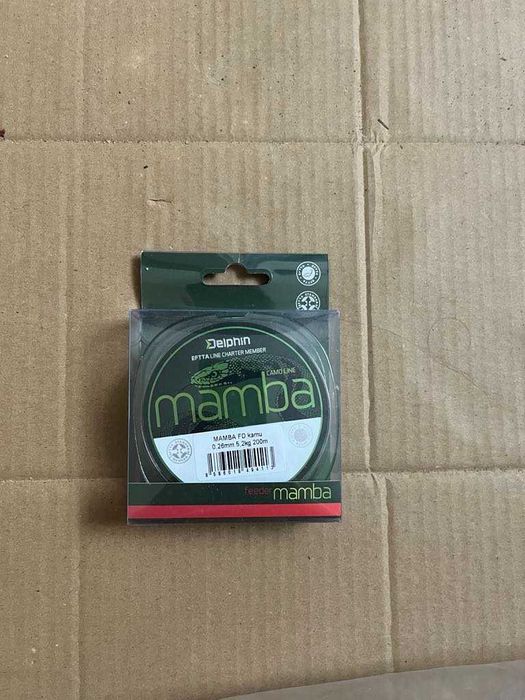 Delphin
EFTTA LINE CHARTER MEMBER
CAMO LINE
mamba
MAMBA FD kamu
0.26mm 5.2kg 200m
feeder mamba